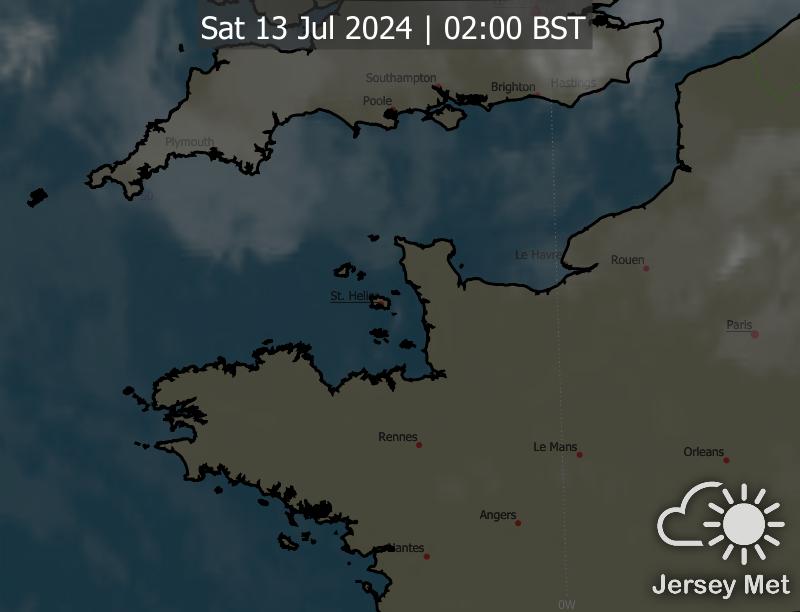 Sat 13 Jul 2024 | 02:00 BST
Southampton
Brighton
Hastings
Poole
Plymouth
Le Havre
Rouen
St. Helier
Paris
Rennes
Le Mans
Orleans
Angers
Nantes
Jersey Met
0W